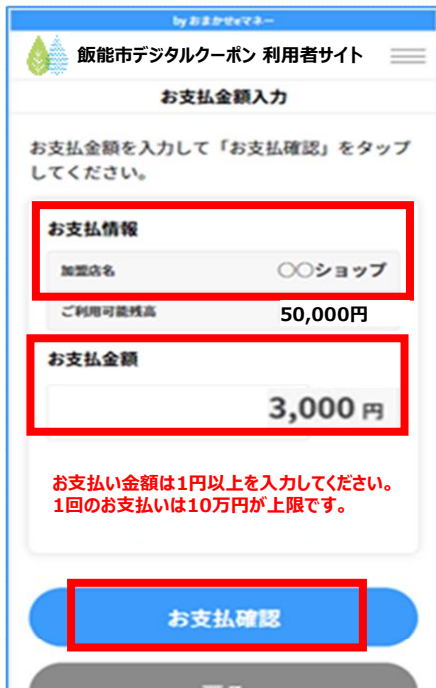 by おまかせeマネー
飯能市デジタルクーポン 利用者サイト
お支払金額入力
お支払金額を入力して「お支払確認」をタップ
してください。
お支払情報
加盟店名 〇〇ショップ
ご利用可能残高 50,000円
お支払金額
3,000 円
お支払い金額は1円以上を入力してください。
1回のお支払いは10万円が上限です。
お支払確認